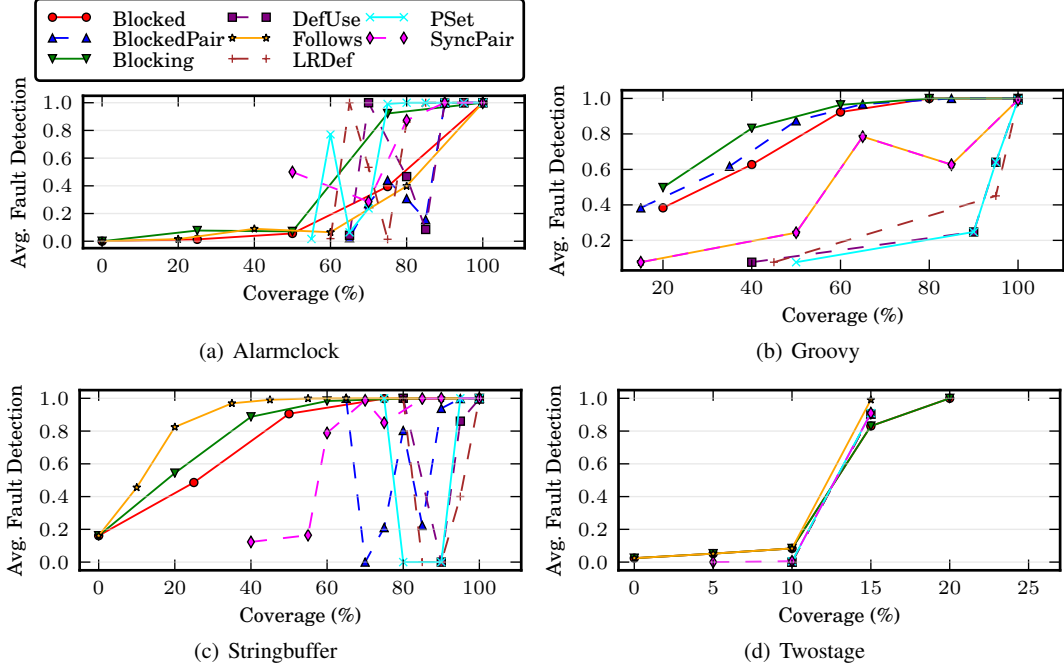 Blocked DefUse PSet
BlockedPair Follows SyncPair
Blocking LRDef
Avg. Fault Detection
1.0
0.8
0.6
0.4
0.2
0.0
0 20 40 60 80 100
Coverage (%)
(a) Alarmclock
Avg. Fault Detection
1.0
0.8
0.6
0.4
0.2
20 40 60 80 100
Coverage (%)
(b) Groovy
Avg. Fault Detection
1.0
0.8
0.6
0.4
0.2
0.0
0 20 40 60 80 100
Coverage (%)
(c) Stringbuffer
Avg. Fault Detection
1.0
0.8
0.6
0.4
0.2
0.0
0 5 10 15 20 25
Coverage (%)
(d) Twostage